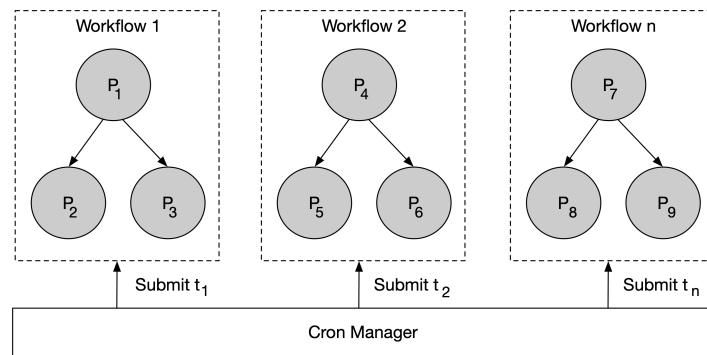 Workflow 1
Workflow 2
Workflow n
P1
P4
P7
P2
P3
P5
P6
P8
P9
Submit t1
Submit t2
Submit tn
Cron Manager